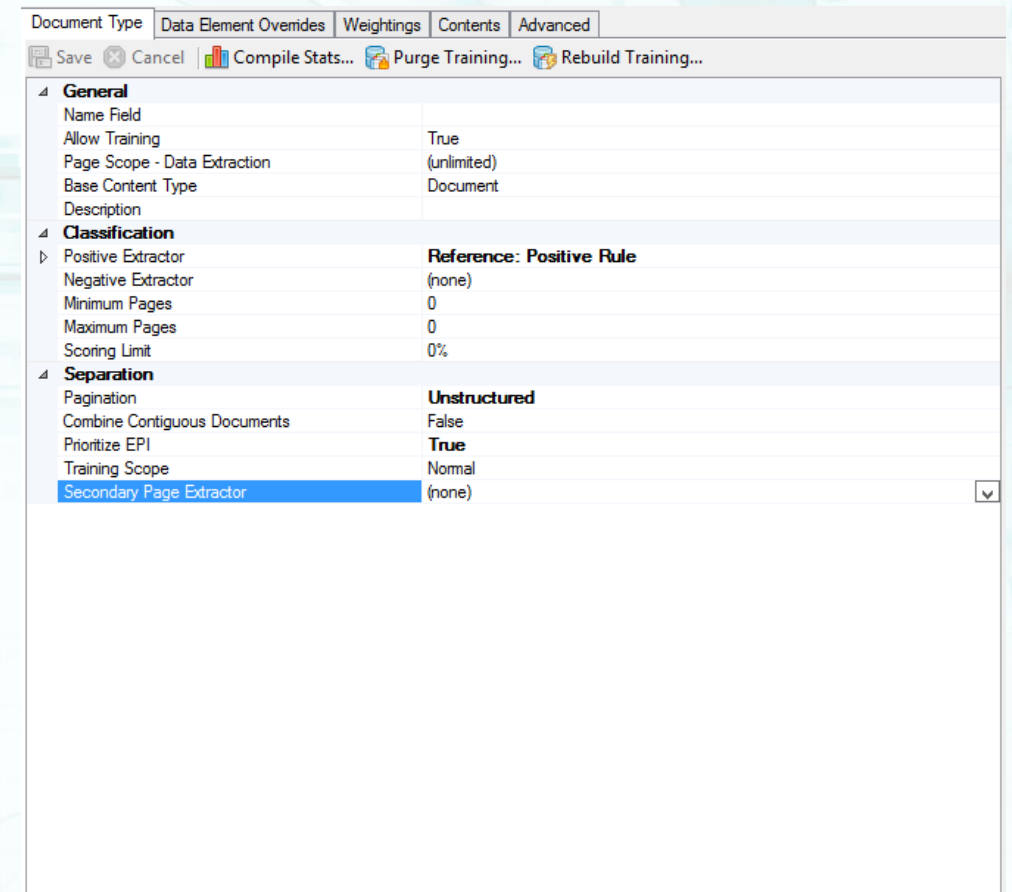 Document Type Data Element Overrides Weightings Contents Advanced
Save Cancel Compile Stats... Purge Training... Rebuild Training...
General
Name Field
Allow Training True
Page Scope - Data Extraction (unlimited)
Base Content Type Document
Description
Classification
Positive Extractor Reference: Positive Rule
Negative Extractor (none)
Minimum Pages 0
Maximum Pages 0
Scoring Limit 0%
Separation
Pagination Unstructured
Combine Contiguous Documents False
Prioritize EPI True
Training Scope Normal
Secondary Page Extractor (none)